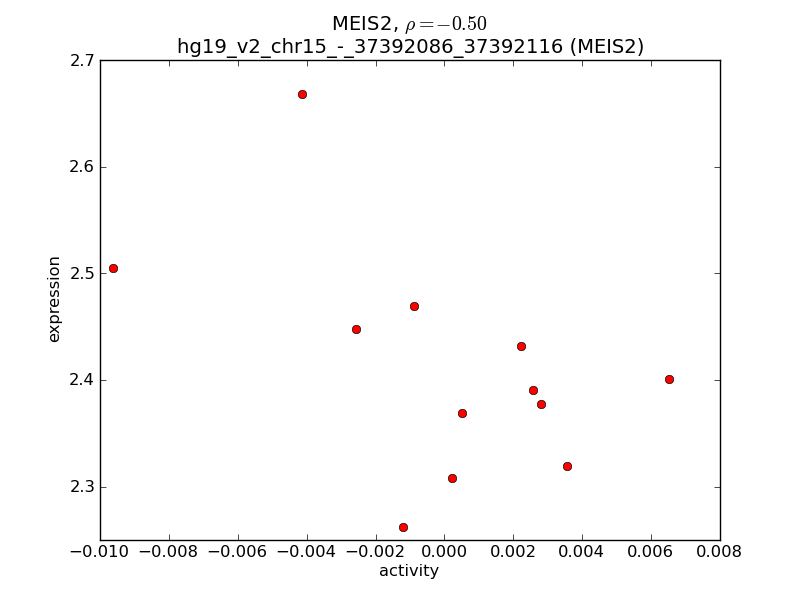 MEIS2, ρ=−0.50
hg19_v2_chr15_-_37392086_37392116 (MEIS2)
2.7
2.6
2.5
2.4
2.3
expression
−0.010 −0.008 −0.006 −0.004 −0.002 0.000 0.002 0.004 0.006 0.008
activity